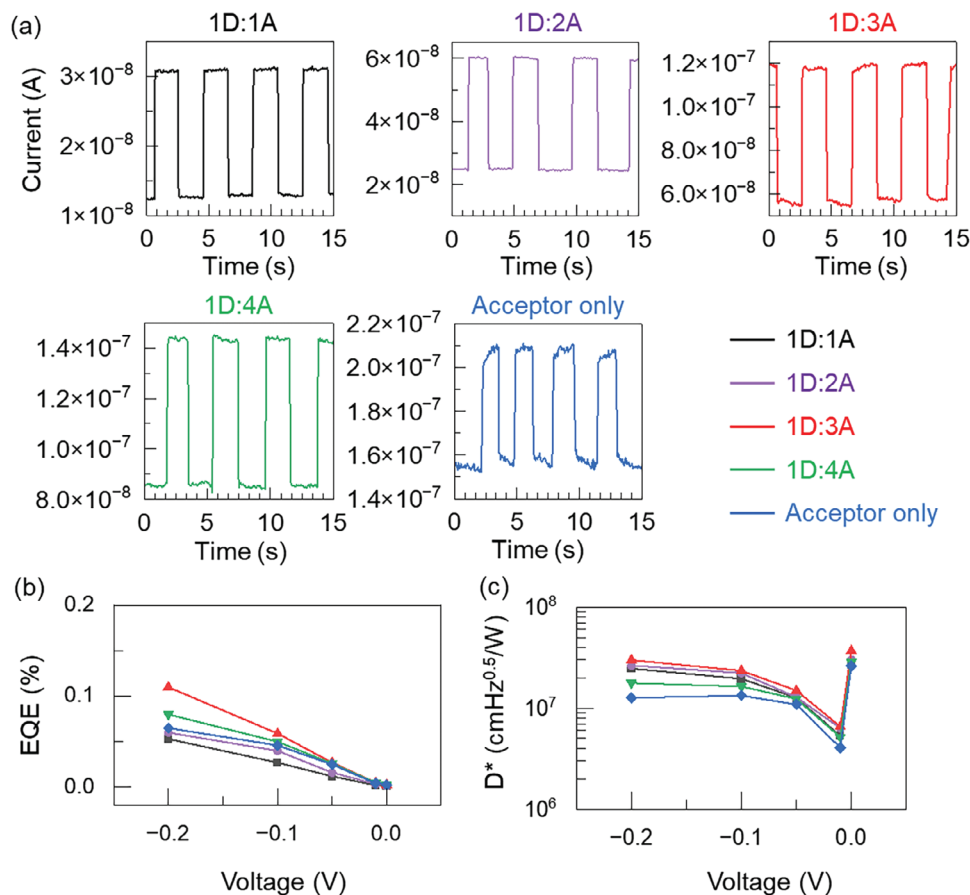 (a)
1D:1A
1D:2A
1D:3A
Current (A)
3×10⁻⁸
2×10⁻⁸
1×10⁻⁸
0 5 10 15
Time (s)
6×10⁻⁸
4×10⁻⁸
2×10⁻⁸
0 5 10 15
Time (s)
1.2×10⁻⁷
1.0×10⁻⁷
8.0×10⁻⁸
6.0×10⁻⁸
0 5 10 15
Time (s)
1D:4A
Acceptor only
1.4×10⁻⁷
1.2×10⁻⁷
1.0×10⁻⁷
8.0×10⁻⁸
0 5 10 15
Time (s)
2.2×10⁻⁷
2.0×10⁻⁷
1.8×10⁻⁷
1.6×10⁻⁷
1.4×10⁻⁷
0 5 10 15
Time (s)
1D:1A
1D:2A
1D:3A
1D:4A
Acceptor only
(b)
EQE (%)
0.2
0.1
0.0
−0.2 −0.1 0.0
Voltage (V)
(c)
D* (cmHz⁰·⁵/W)
10⁸
10⁷
10⁶
−0.2 −0.1 0.0
Voltage (V)